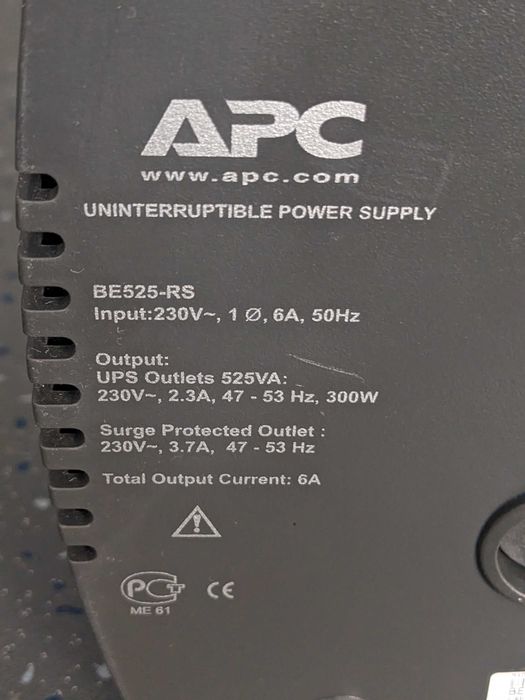 APC
www.apc.com
UNINTERRUPTIBLE POWER SUPPLY
BE525-RS
Input:230V~, 1 Ø, 6A, 50Hz
Output:
UPS Outlets 525VA:
230V~, 2.3A, 47 - 53 Hz, 300W
Surge Protected Outlet :
230V~, 3.7A, 47 - 53 Hz
Total Output Current: 6A
PCT CE
ME 61